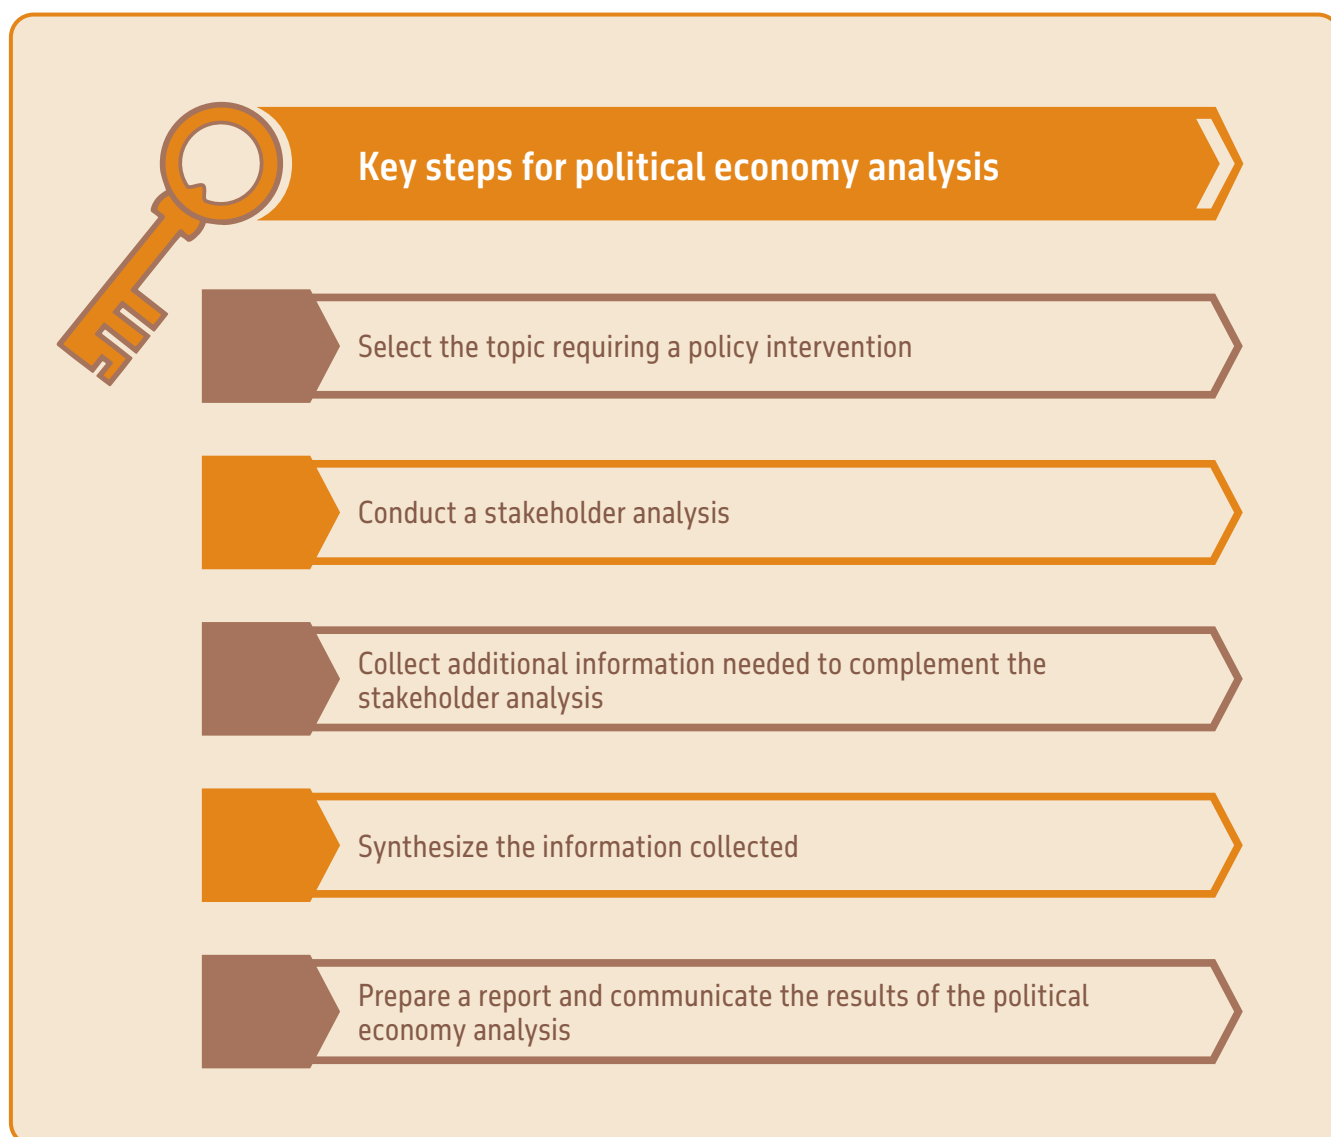 Key steps for political economy analysis
Select the topic requiring a policy intervention
Conduct a stakeholder analysis
Collect additional information needed to complement the
stakeholder analysis
Synthesize the information collected
Prepare a report and communicate the results of the political
economy analysis